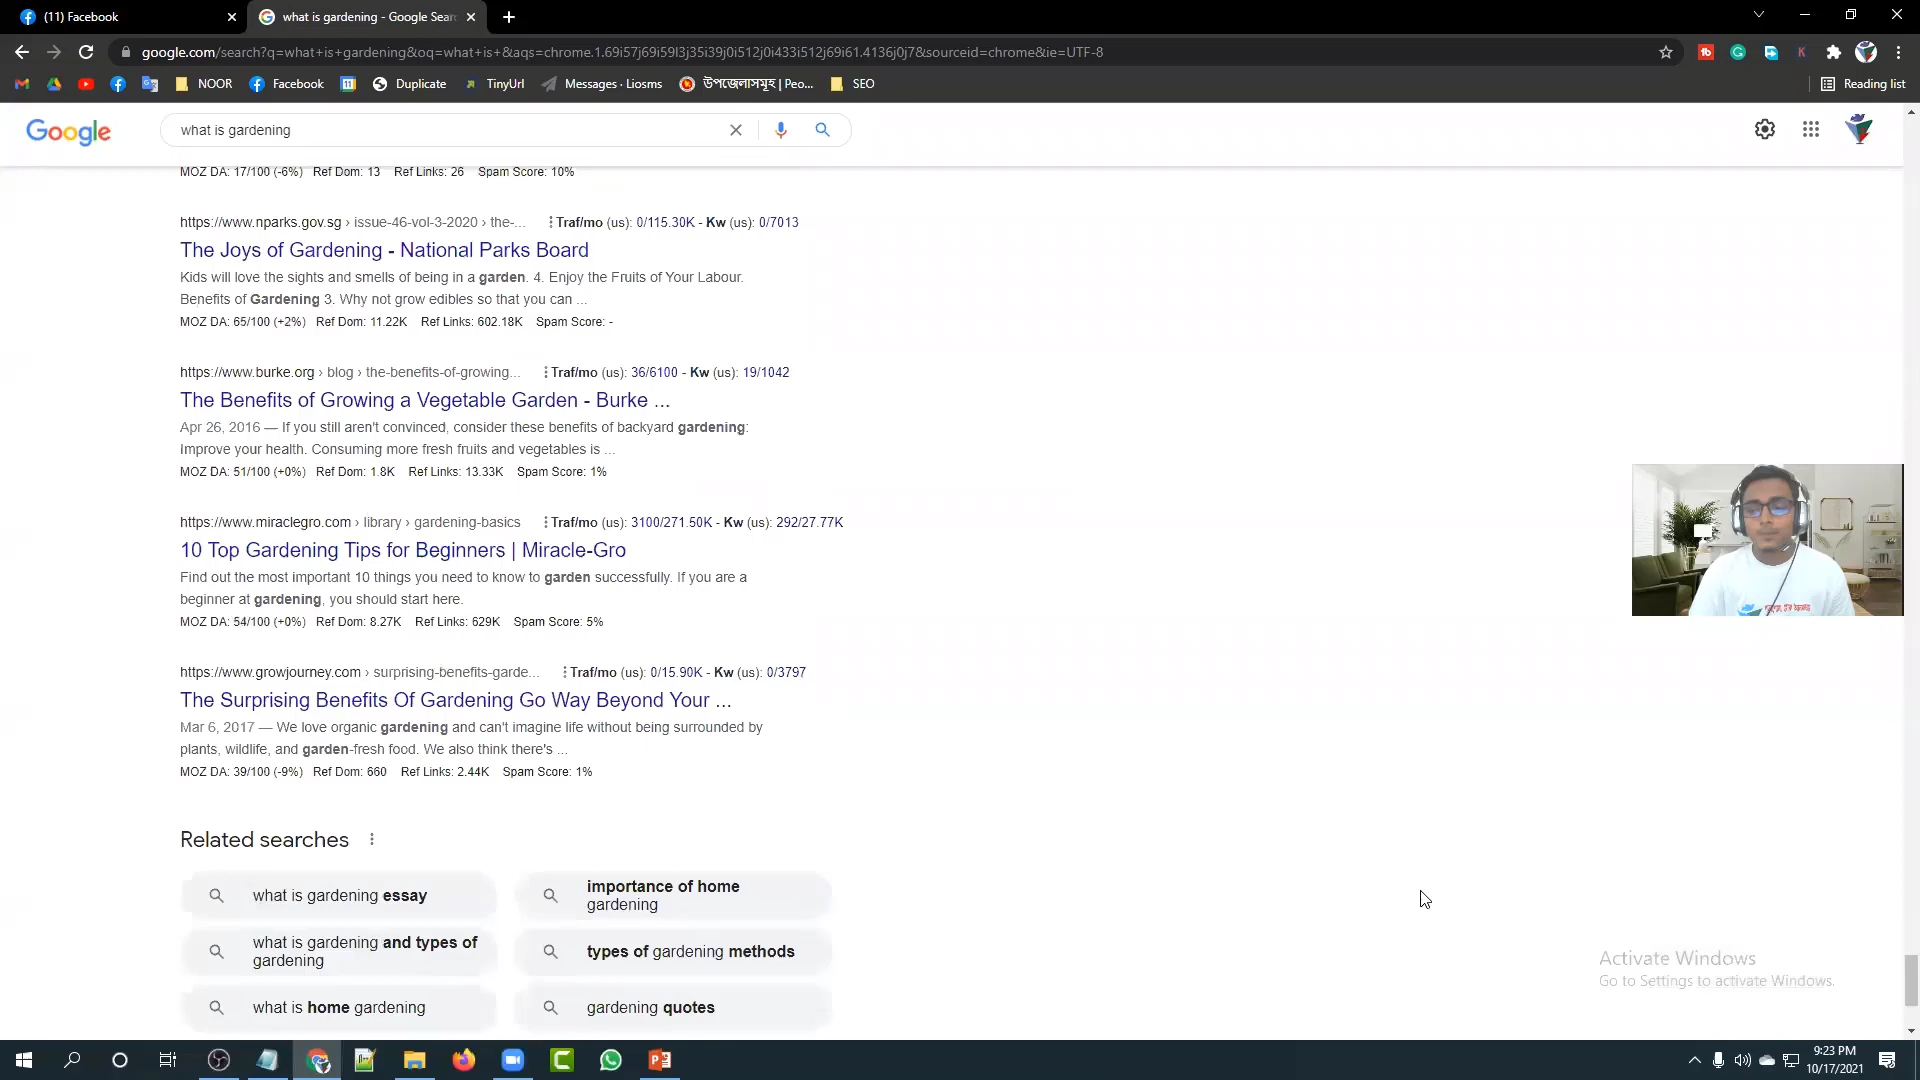 (11) Facebook
what is gardening - Google Sear
google.com/search?q=what+is+gardening&oq=what+is+&aqs=chrome.1.69i57j69i59l3j35i39j0i512j0i433i512j69i61.4136j0j7&sourceid=chrome&ie=UTF-8
NOOR
Facebook
Duplicate
TinyUrl
Messages · Liosms
উপজেলাসমূহ | Peo...
SEO
Reading list
Google
what is gardening
MOZ DA: 17/100 (-6%) Ref Dom: 13 Ref Links: 26 Spam Score: 10%
https://www.nparks.gov.sg › issue-46-vol-3-2020 › the-... Traf/mo (us): 0/115.30K - Kw (us): 0/7013
The Joys of Gardening - National Parks Board
Kids will love the sights and smells of being in a garden. 4. Enjoy the Fruits of Your Labour.
Benefits of Gardening 3. Why not grow edibles so that you can ...
MOZ DA: 65/100 (+2%) Ref Dom: 11.22K Ref Links: 602.18K Spam Score: -
https://www.burke.org › blog › the-benefits-of-growing... Traf/mo (us): 36/6100 - Kw (us): 19/1042
The Benefits of Growing a Vegetable Garden - Burke ...
Apr 26, 2016 — If you still aren't convinced, consider these benefits of backyard gardening:
Improve your health. Consuming more fresh fruits and vegetables is ...
MOZ DA: 51/100 (+0%) Ref Dom: 1.8K Ref Links: 13.33K Spam Score: 1%
https://www.miraclegro.com › library › gardening-basics Traf/mo (us): 3100/271.50K - Kw (us): 292/27.77K
10 Top Gardening Tips for Beginners | Miracle-Gro
Find out the most important 10 things you need to know to garden successfully. If you are a
beginner at gardening, you should start here.
MOZ DA: 54/100 (+0%) Ref Dom: 8.27K Ref Links: 629K Spam Score: 5%
https://www.growjourney.com › surprising-benefits-garde... Traf/mo (us): 0/15.90K - Kw (us): 0/3797
The Surprising Benefits Of Gardening Go Way Beyond Your ...
Mar 6, 2017 — We love organic gardening and can't imagine life without being surrounded by
plants, wildlife, and garden-fresh food. We also think there's ...
MOZ DA: 39/100 (-9%) Ref Dom: 660 Ref Links: 2.44K Spam Score: 1%
Related searches
what is gardening essay
importance of home
gardening
what is gardening and types of
gardening
types of gardening methods
what is home gardening
gardening quotes
Activate Windows
Go to Settings to activate Windows.
9:23 PM
10/17/2021